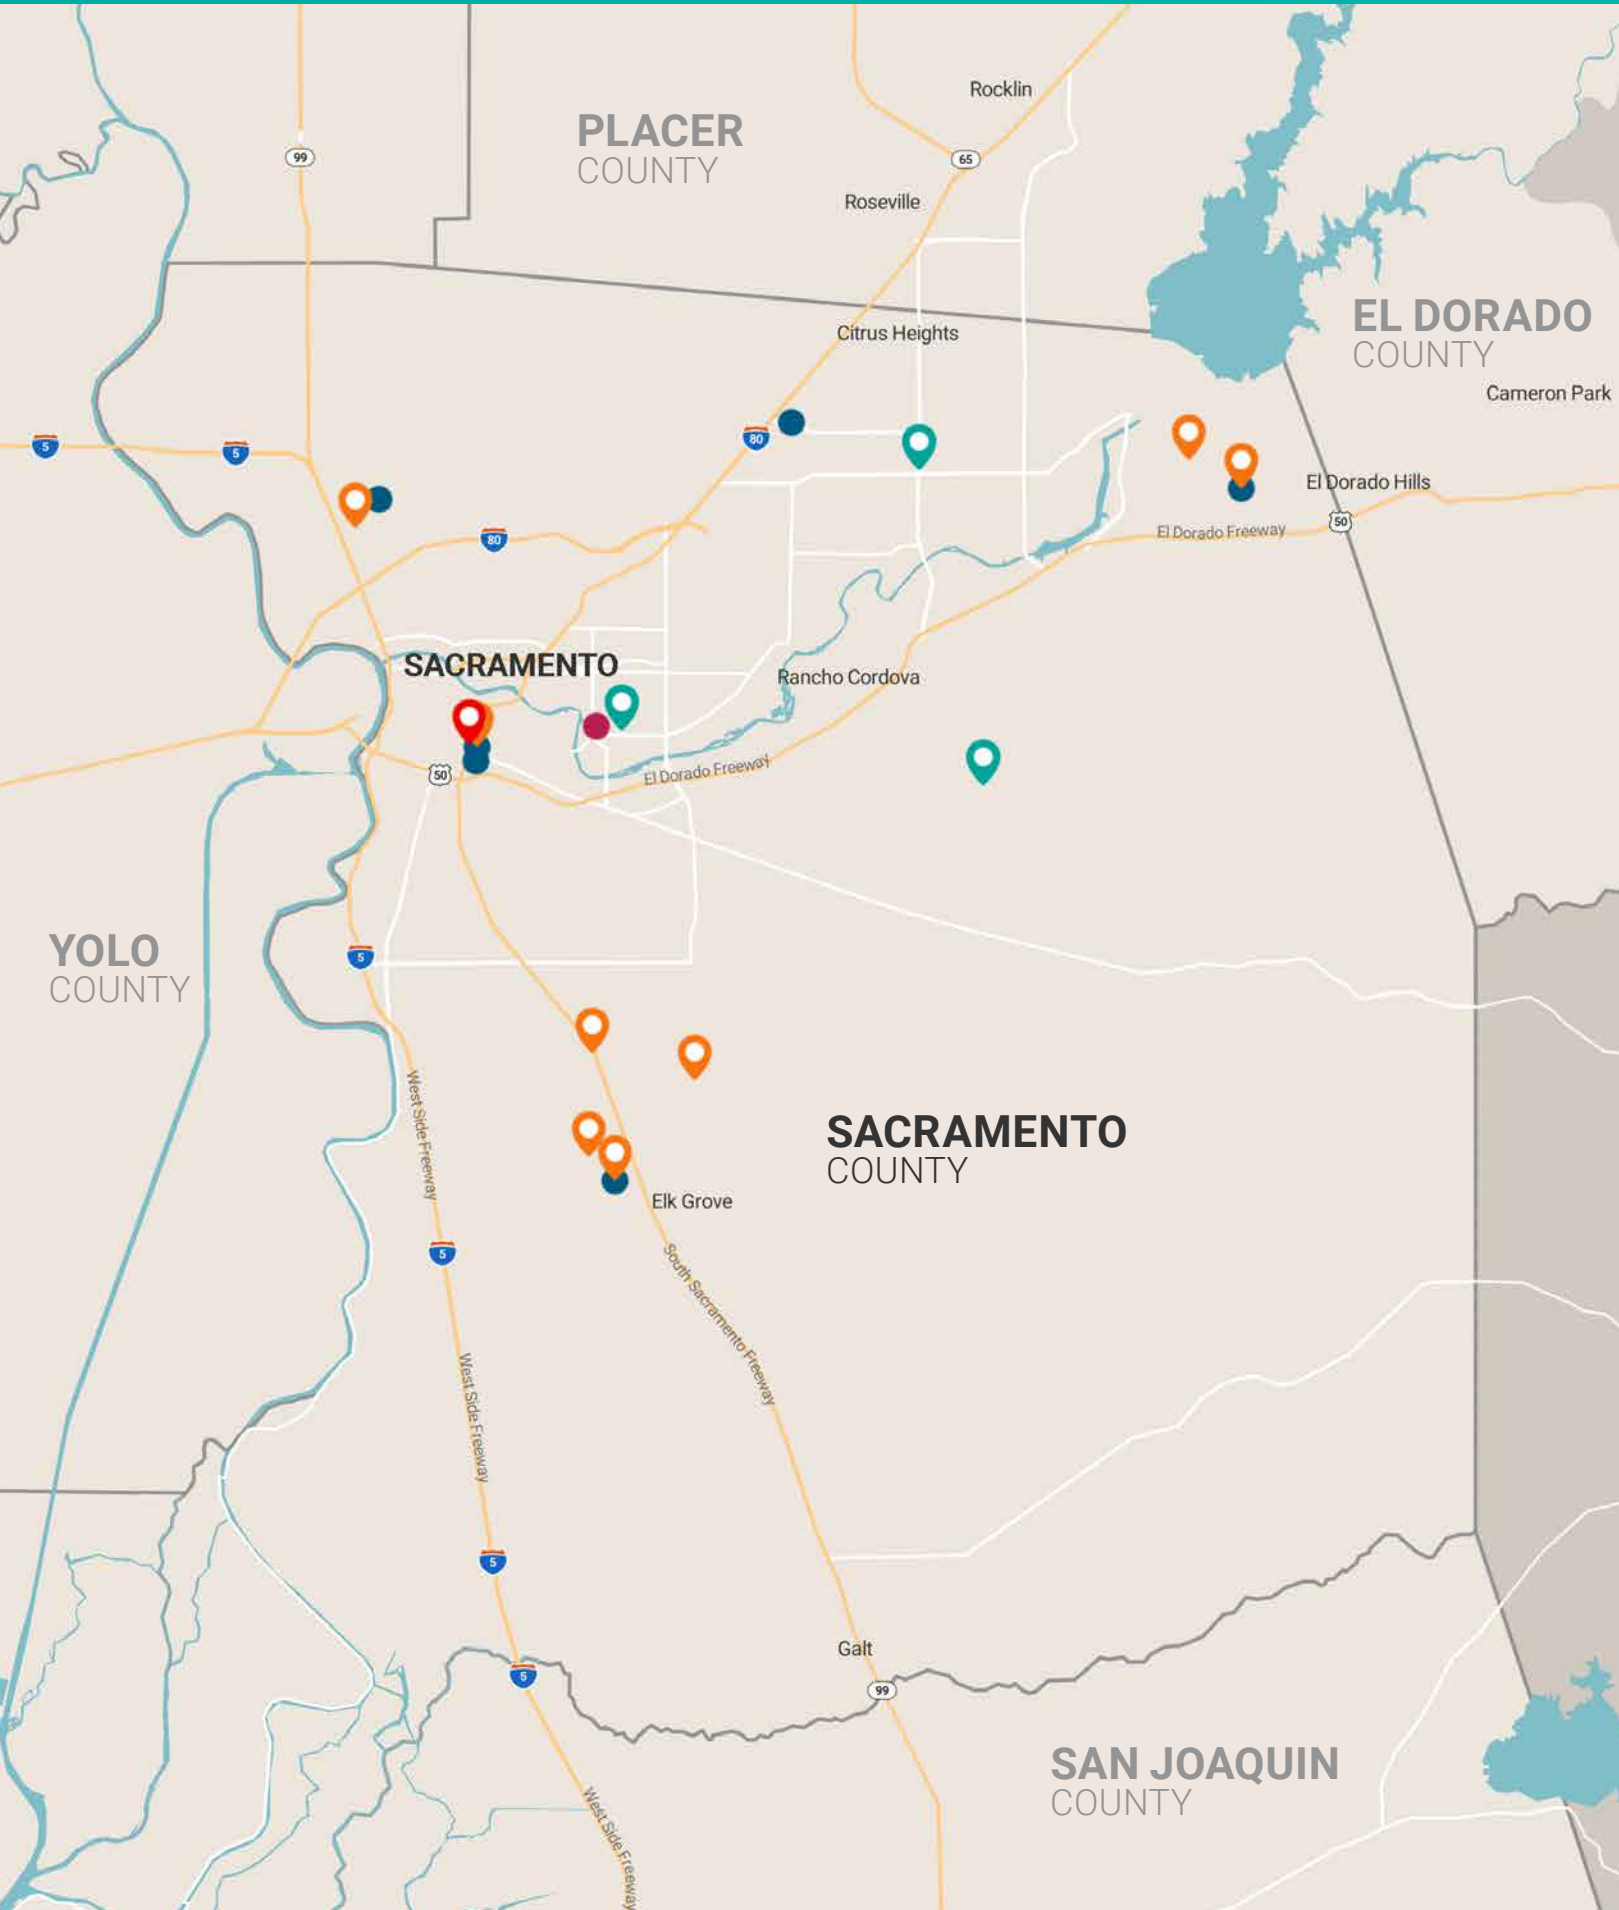 Rocklin
PLACER
COUNTY
99
65
Roseville
EL DORADO
COUNTY
Citrus Heights
Cameron Park
80
5
5
El Dorado Hills
50
El Dorado Freeway
80
SACRAMENTO
Rancho Cordova
El Dorado Freeway
50
YOLO
COUNTY
5
West Side Freeway
SACRAMENTO
COUNTY
Elk Grove
5
South Sacramento Freeway
West Side Freeway
5
Galt
5
99
SAN JOAQUIN
COUNTY
West Side Freeway